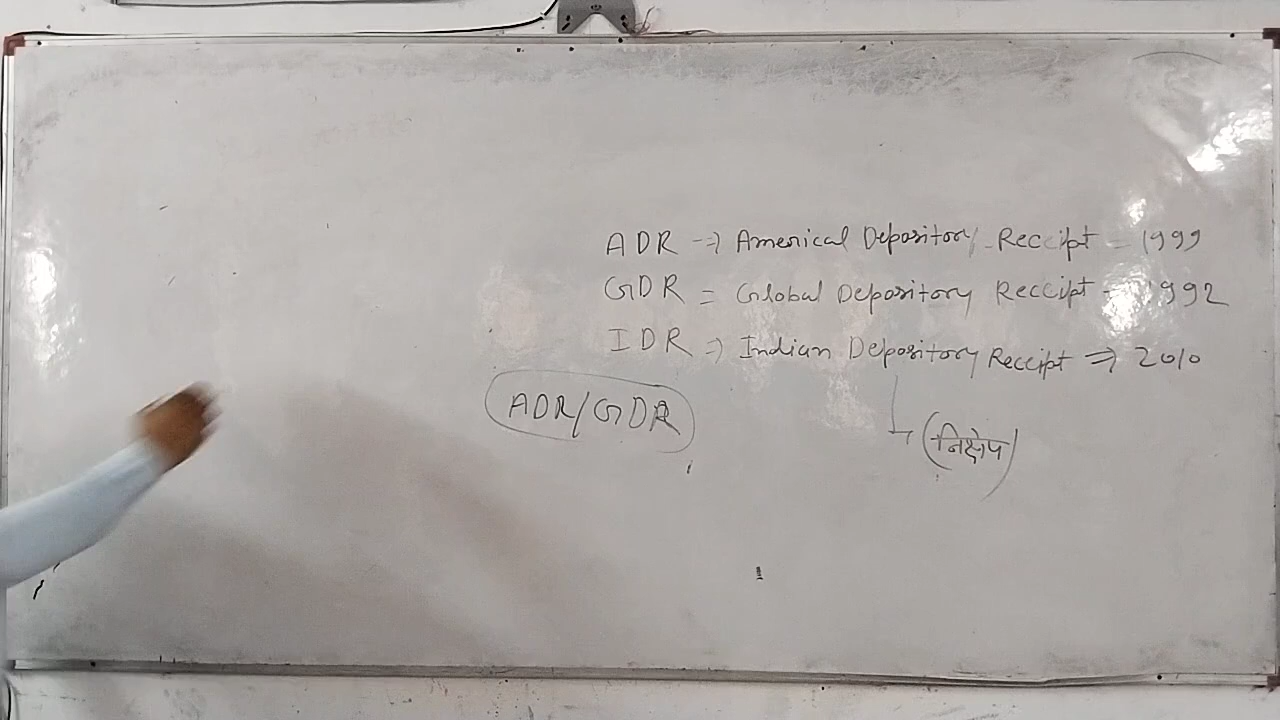 ADR → Americal Depository Receipt - 1999
GDR = Global Depository Receipt - 1992
IDR ⇒ Indian Depository Receipt ⇒ 2010
ADR/GDR
↳ (निक्षेप)